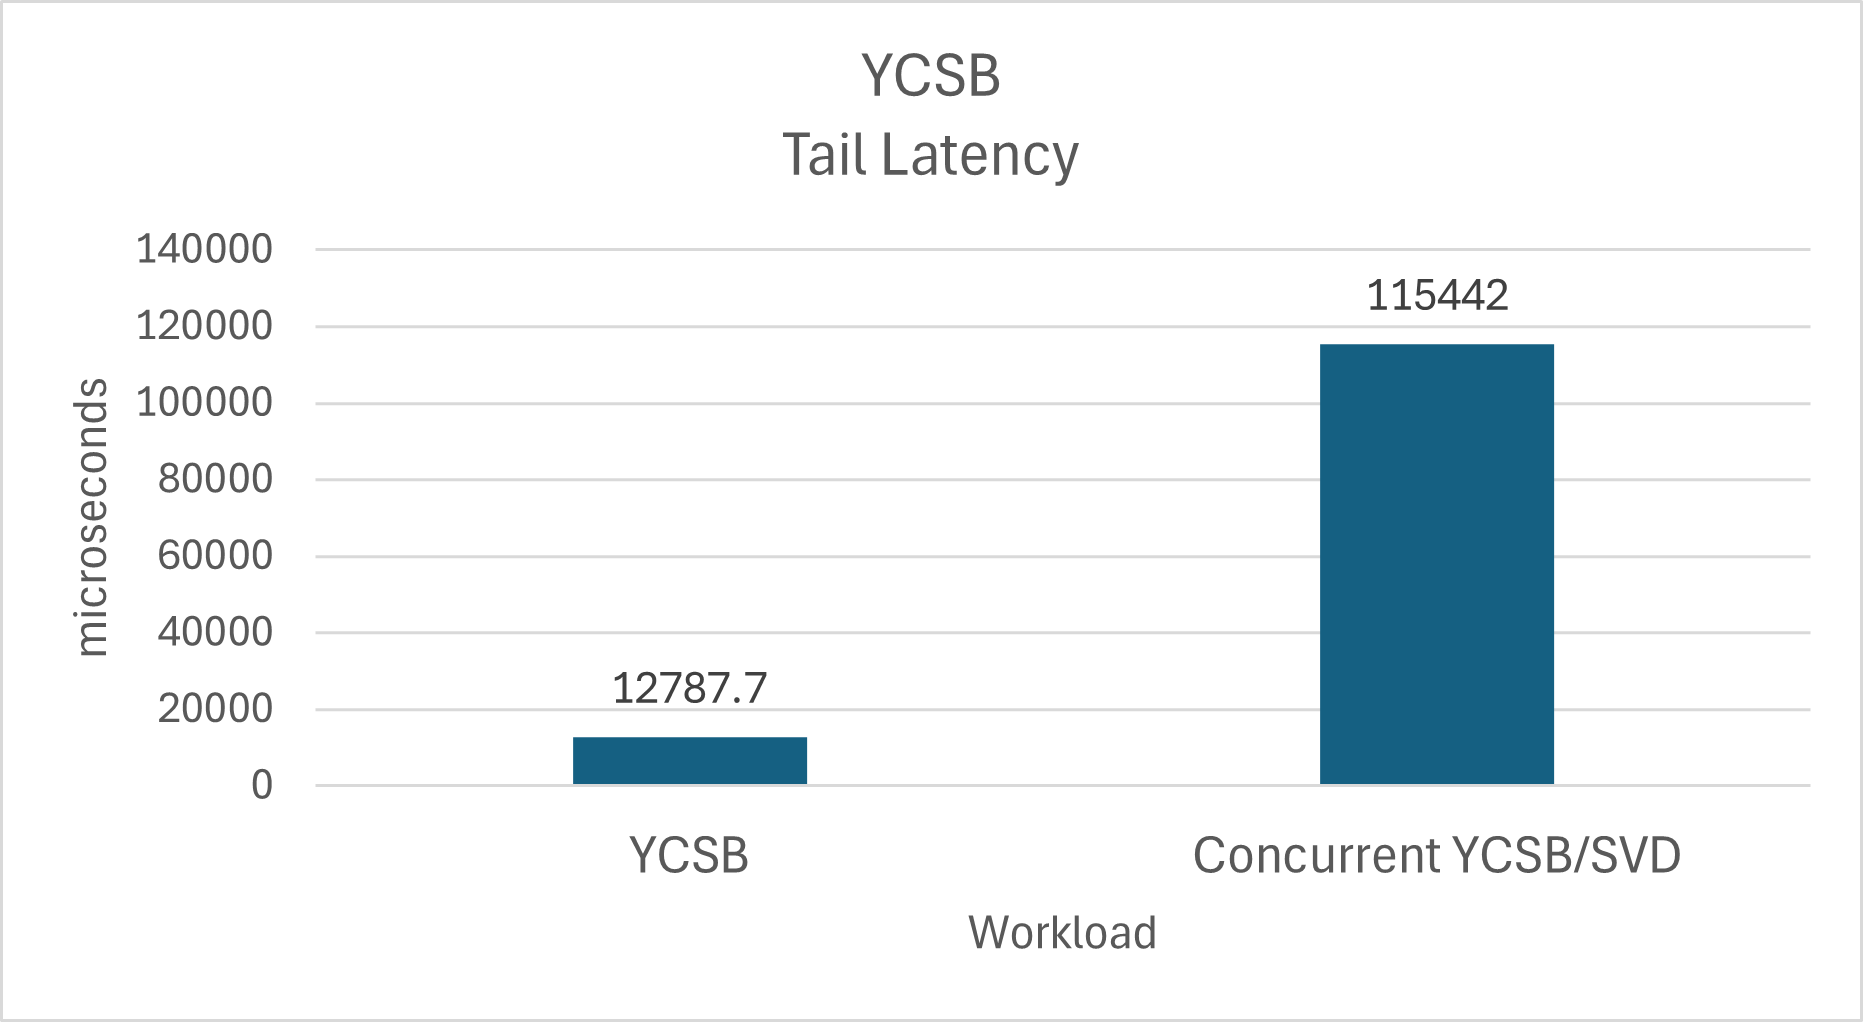 YCSB
Tail Latency
140000
120000
100000
80000
60000
40000
20000
0
microseconds
115442
12787.7
YCSB
Concurrent YCSB/SVD
Workload